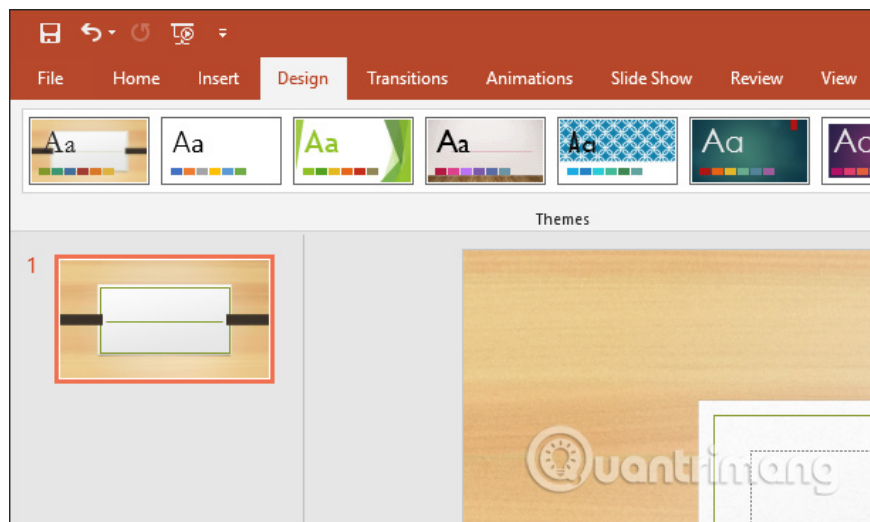 File Home Insert Design Transitions Animations Slide Show Review View
Aa Aa Aa Aa Aa Aa Aa
Themes
1
Quantrimang